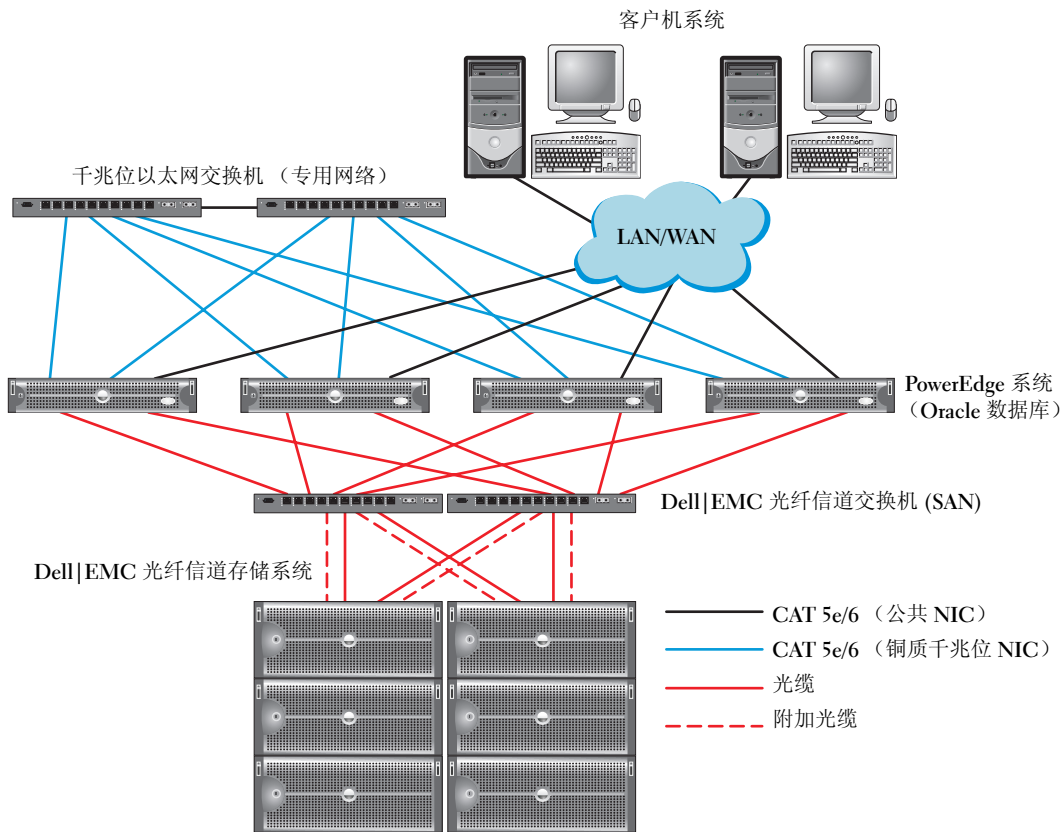 客户机系统
千兆位以太网交换机 （专用网络）
LAN/WAN
PowerEdge 系统
（Oracle 数据库）
Dell|EMC 光纤信道交换机 (SAN)
Dell|EMC 光纤信道存储系统
CAT 5e/6 （公共 NIC）
CAT 5e/6 （铜质千兆位 NIC）
光缆
附加光缆